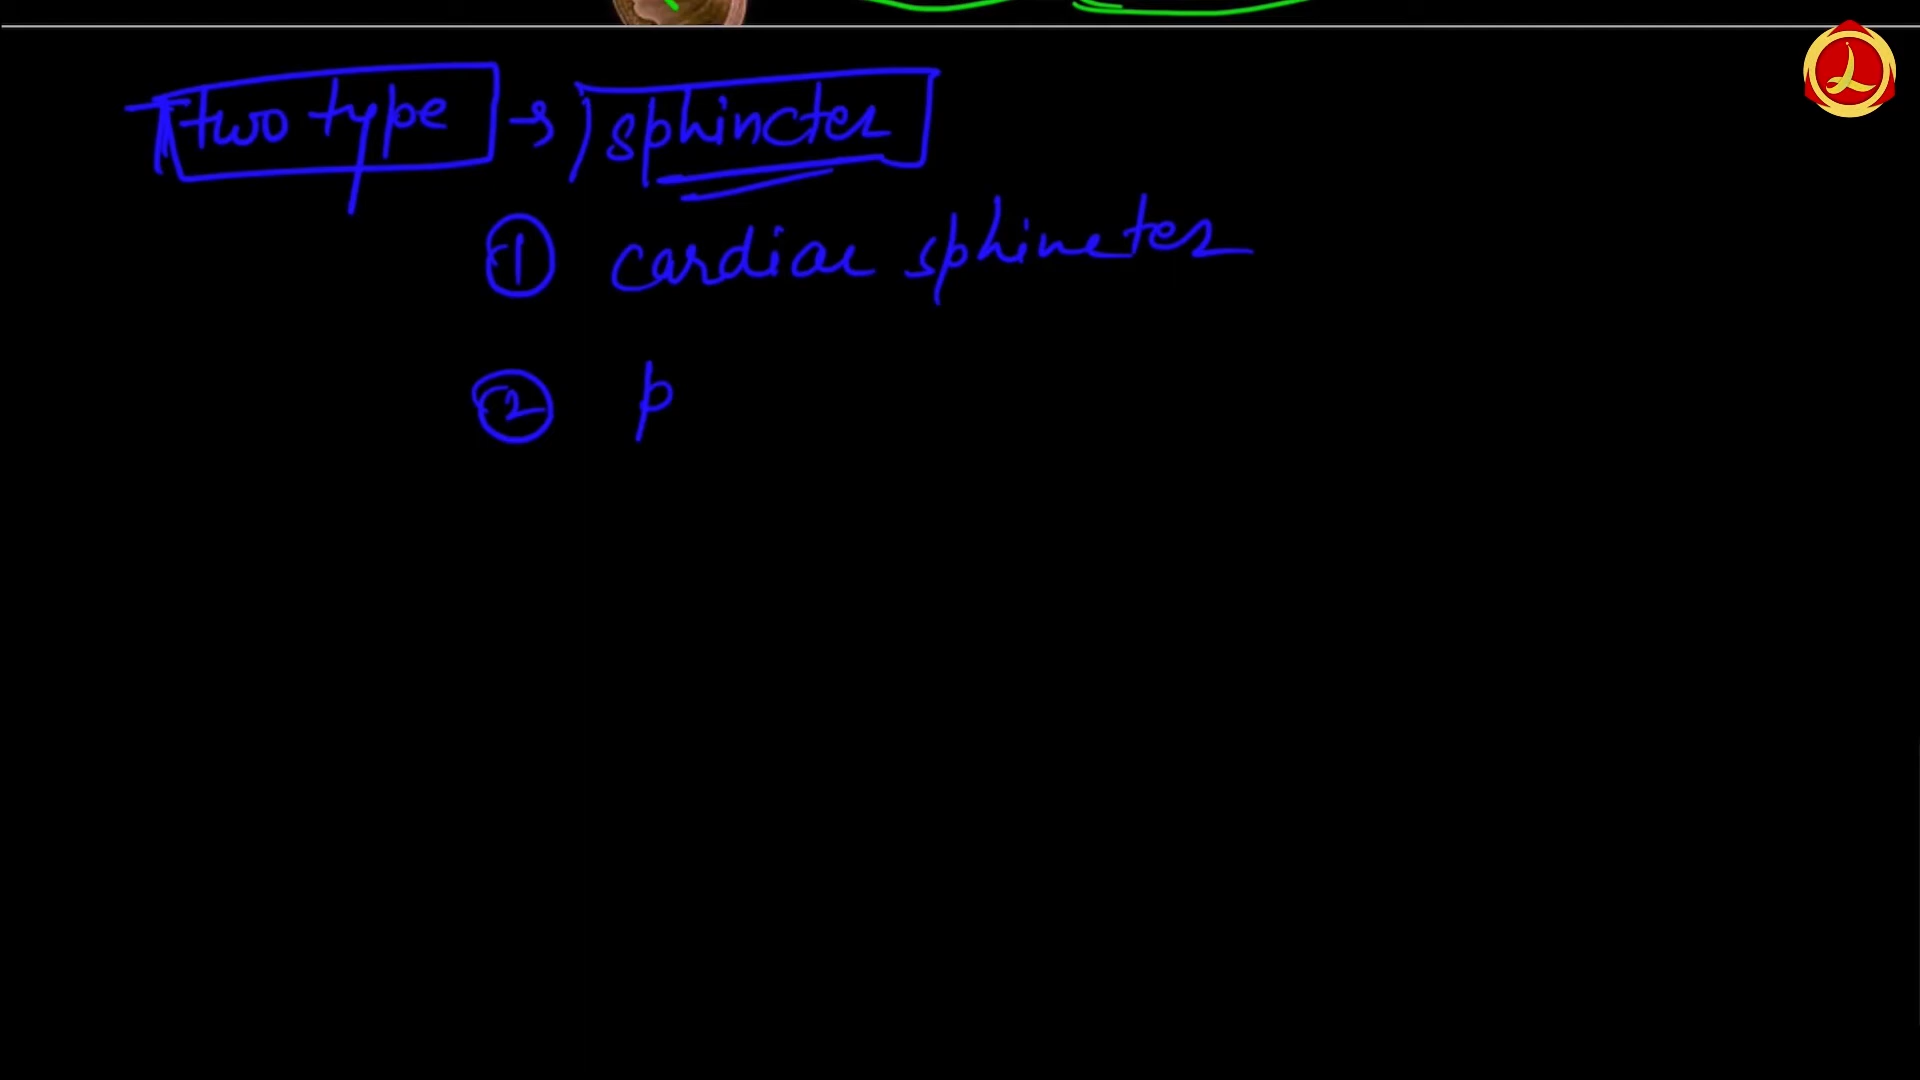 two type → sphincter
① cardiac sphincter
② p